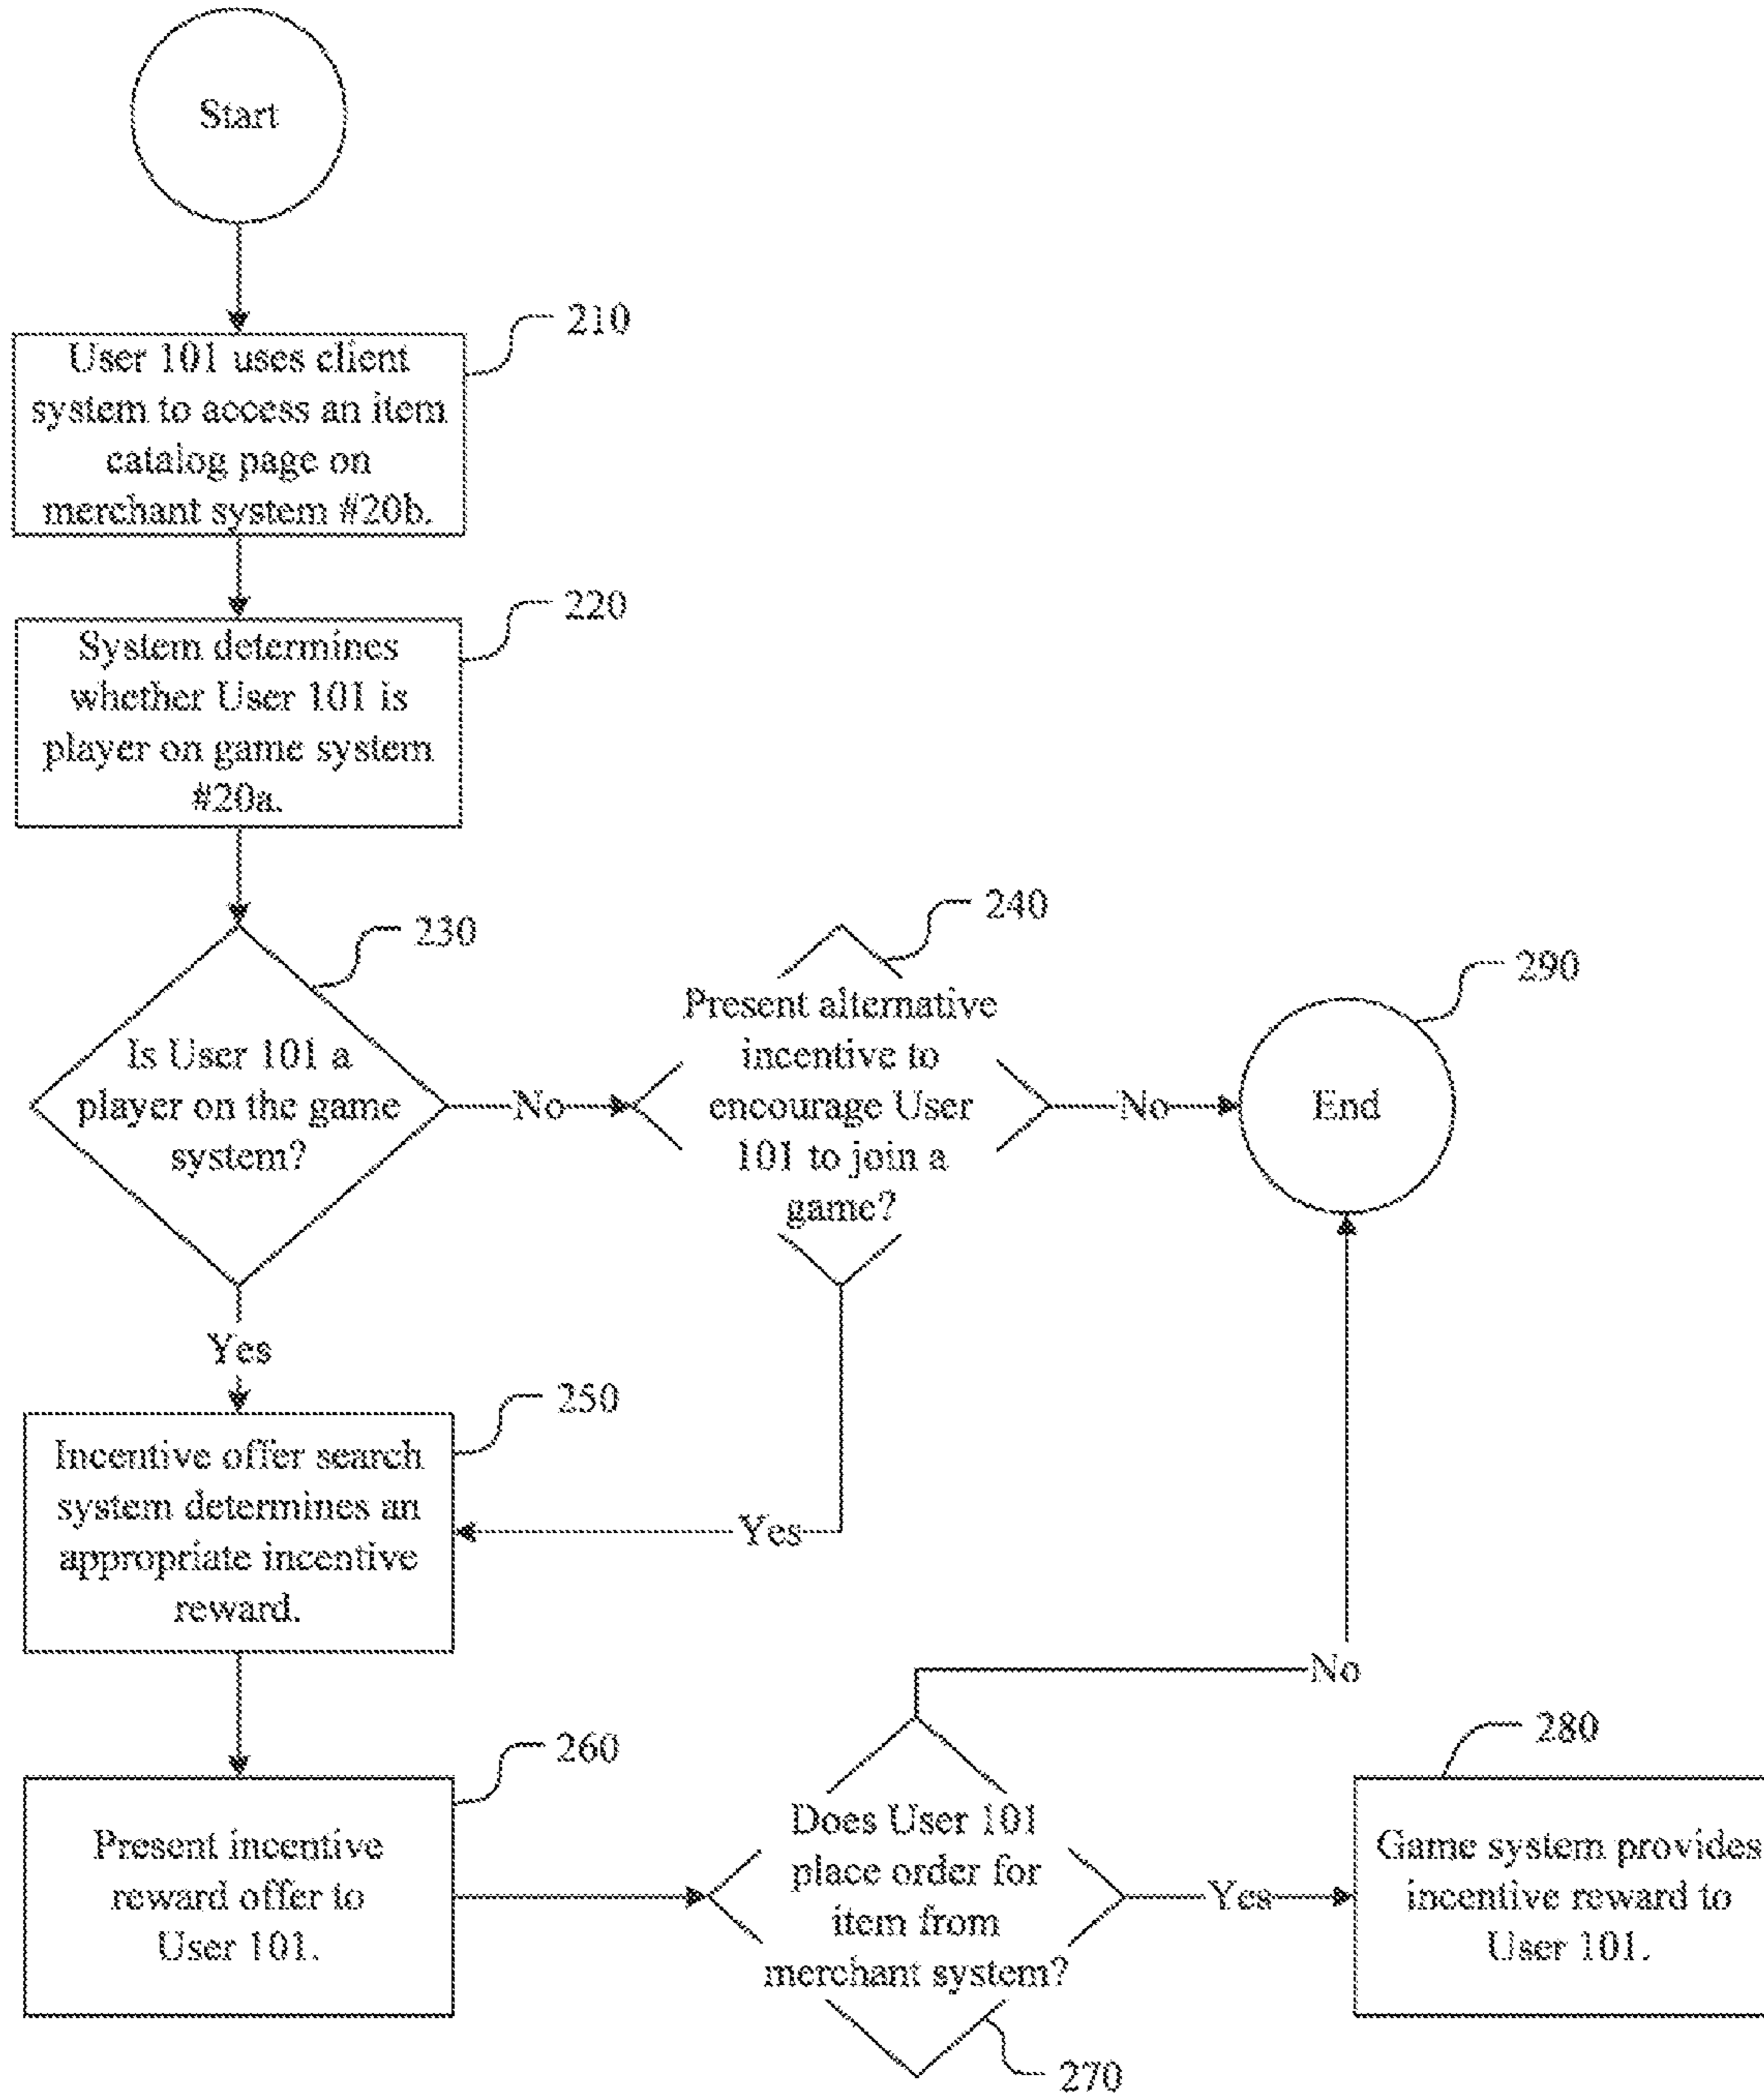 Start
210
User 101 uses client
system to access an item
catalog page on
merchant system #20b.
220
System determines
whether User 101 is
player on game system
#20a.
230
Is User 101 a
player on the game
system?
No
240
Present alternative
incentive to
encourage User
101 to join a
game?
No
290
End
Yes
250
Incentive offer search
system determines an
appropriate incentive
reward.
Yes
260
Present incentive
reward offer to
User 101.
No
Does User 101
place order for
item from
merchant system?
270
Yes
280
Game system provides
incentive reward to
User 101.